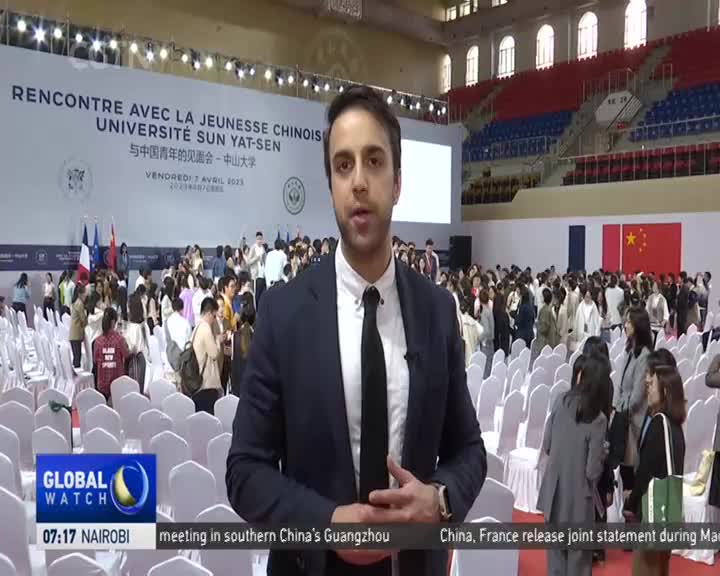 RENCONTRE AVEC LA JEUNESSE CHINOIS
UNIVERSITÉ SUN YAT-SEN
与中国青年的见面会 - 中山大学
VENDREDI 7 AVRIL 2023
GLOBAL
WATCH
07:17 NAIROBI
meeting in southern China's Guangzhou
China, France release joint statement during Ma